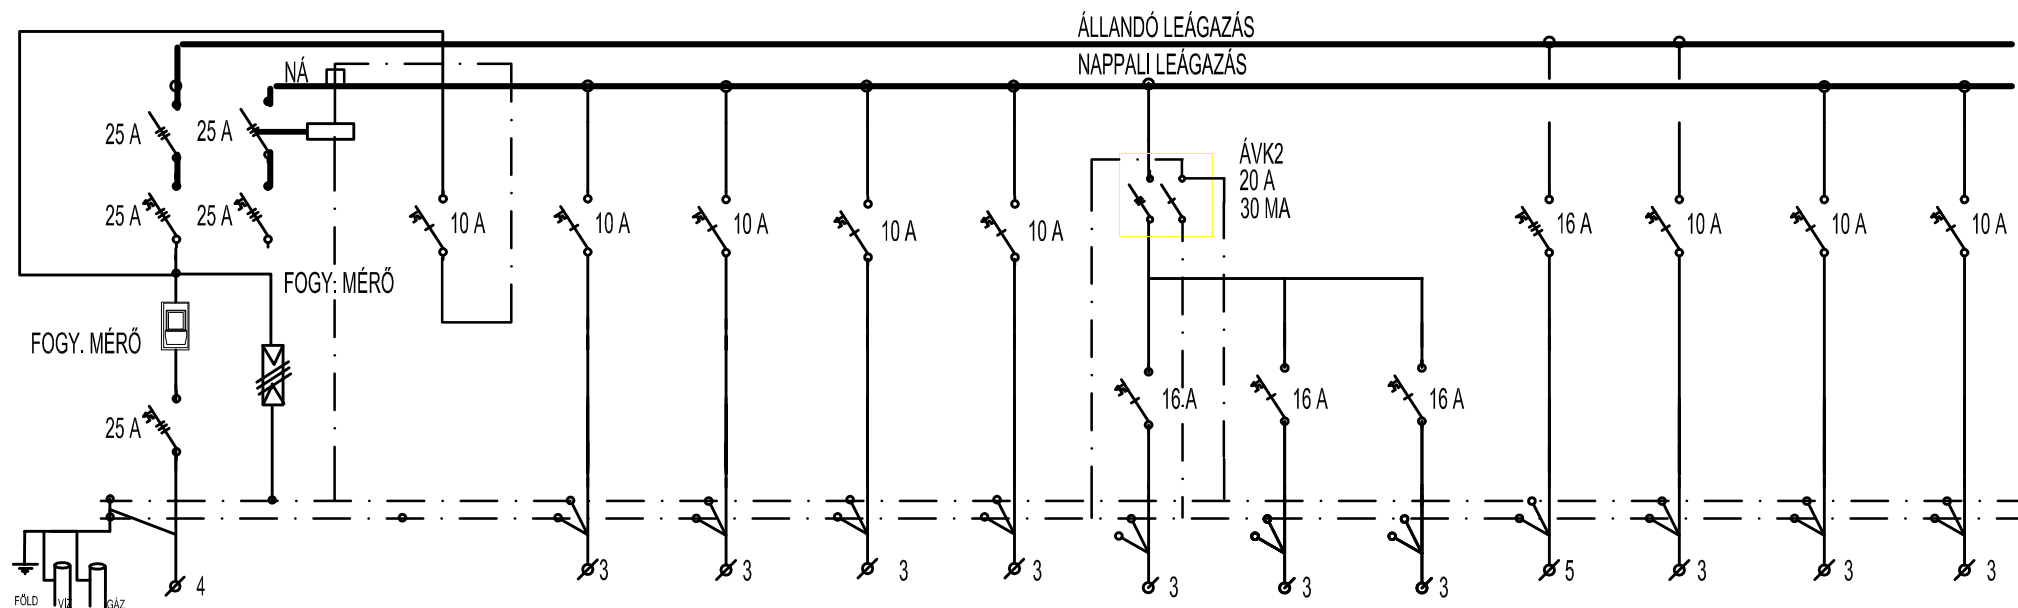 ÁLLANDÓ LEÁGAZÁS
NAPPALI LEÁGAZÁS
NÁ
25 A
25 A
ÁVK2
20 A
30 MA
25 A
25 A
10 A
10 A
10 A
10 A
10 A
16 A
10 A
10 A
10 A
FOGY: MÉRŐ
FOGY. MÉRŐ
25 A
16 A
16 A
16 A
4
3
3
3
3
3
3
3
5
3
3
3
FÖLD
VÍZ
GÁZ